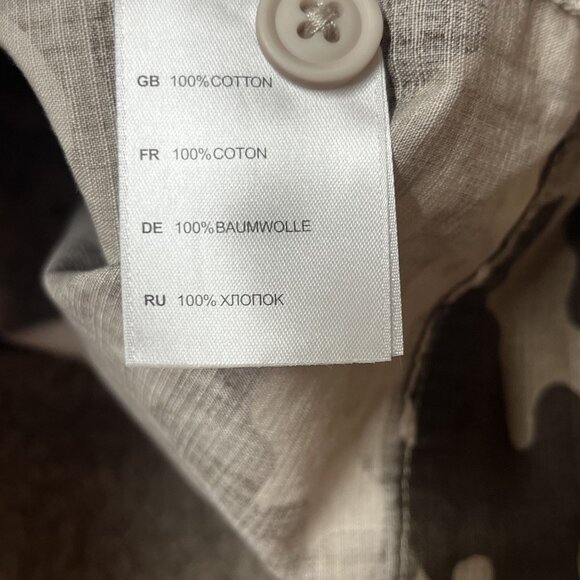 GB 100%COTTON
FR 100%COTON
DE 100%BAUMWOLLE
RU 100% ХЛОПОК